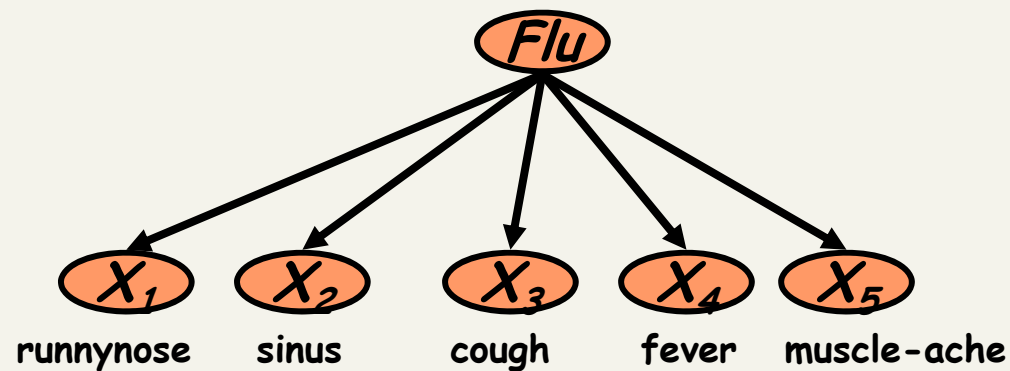 Flu
X₁ X₂ X₃ X₄ X₅
runnynose sinus cough fever muscle-ache